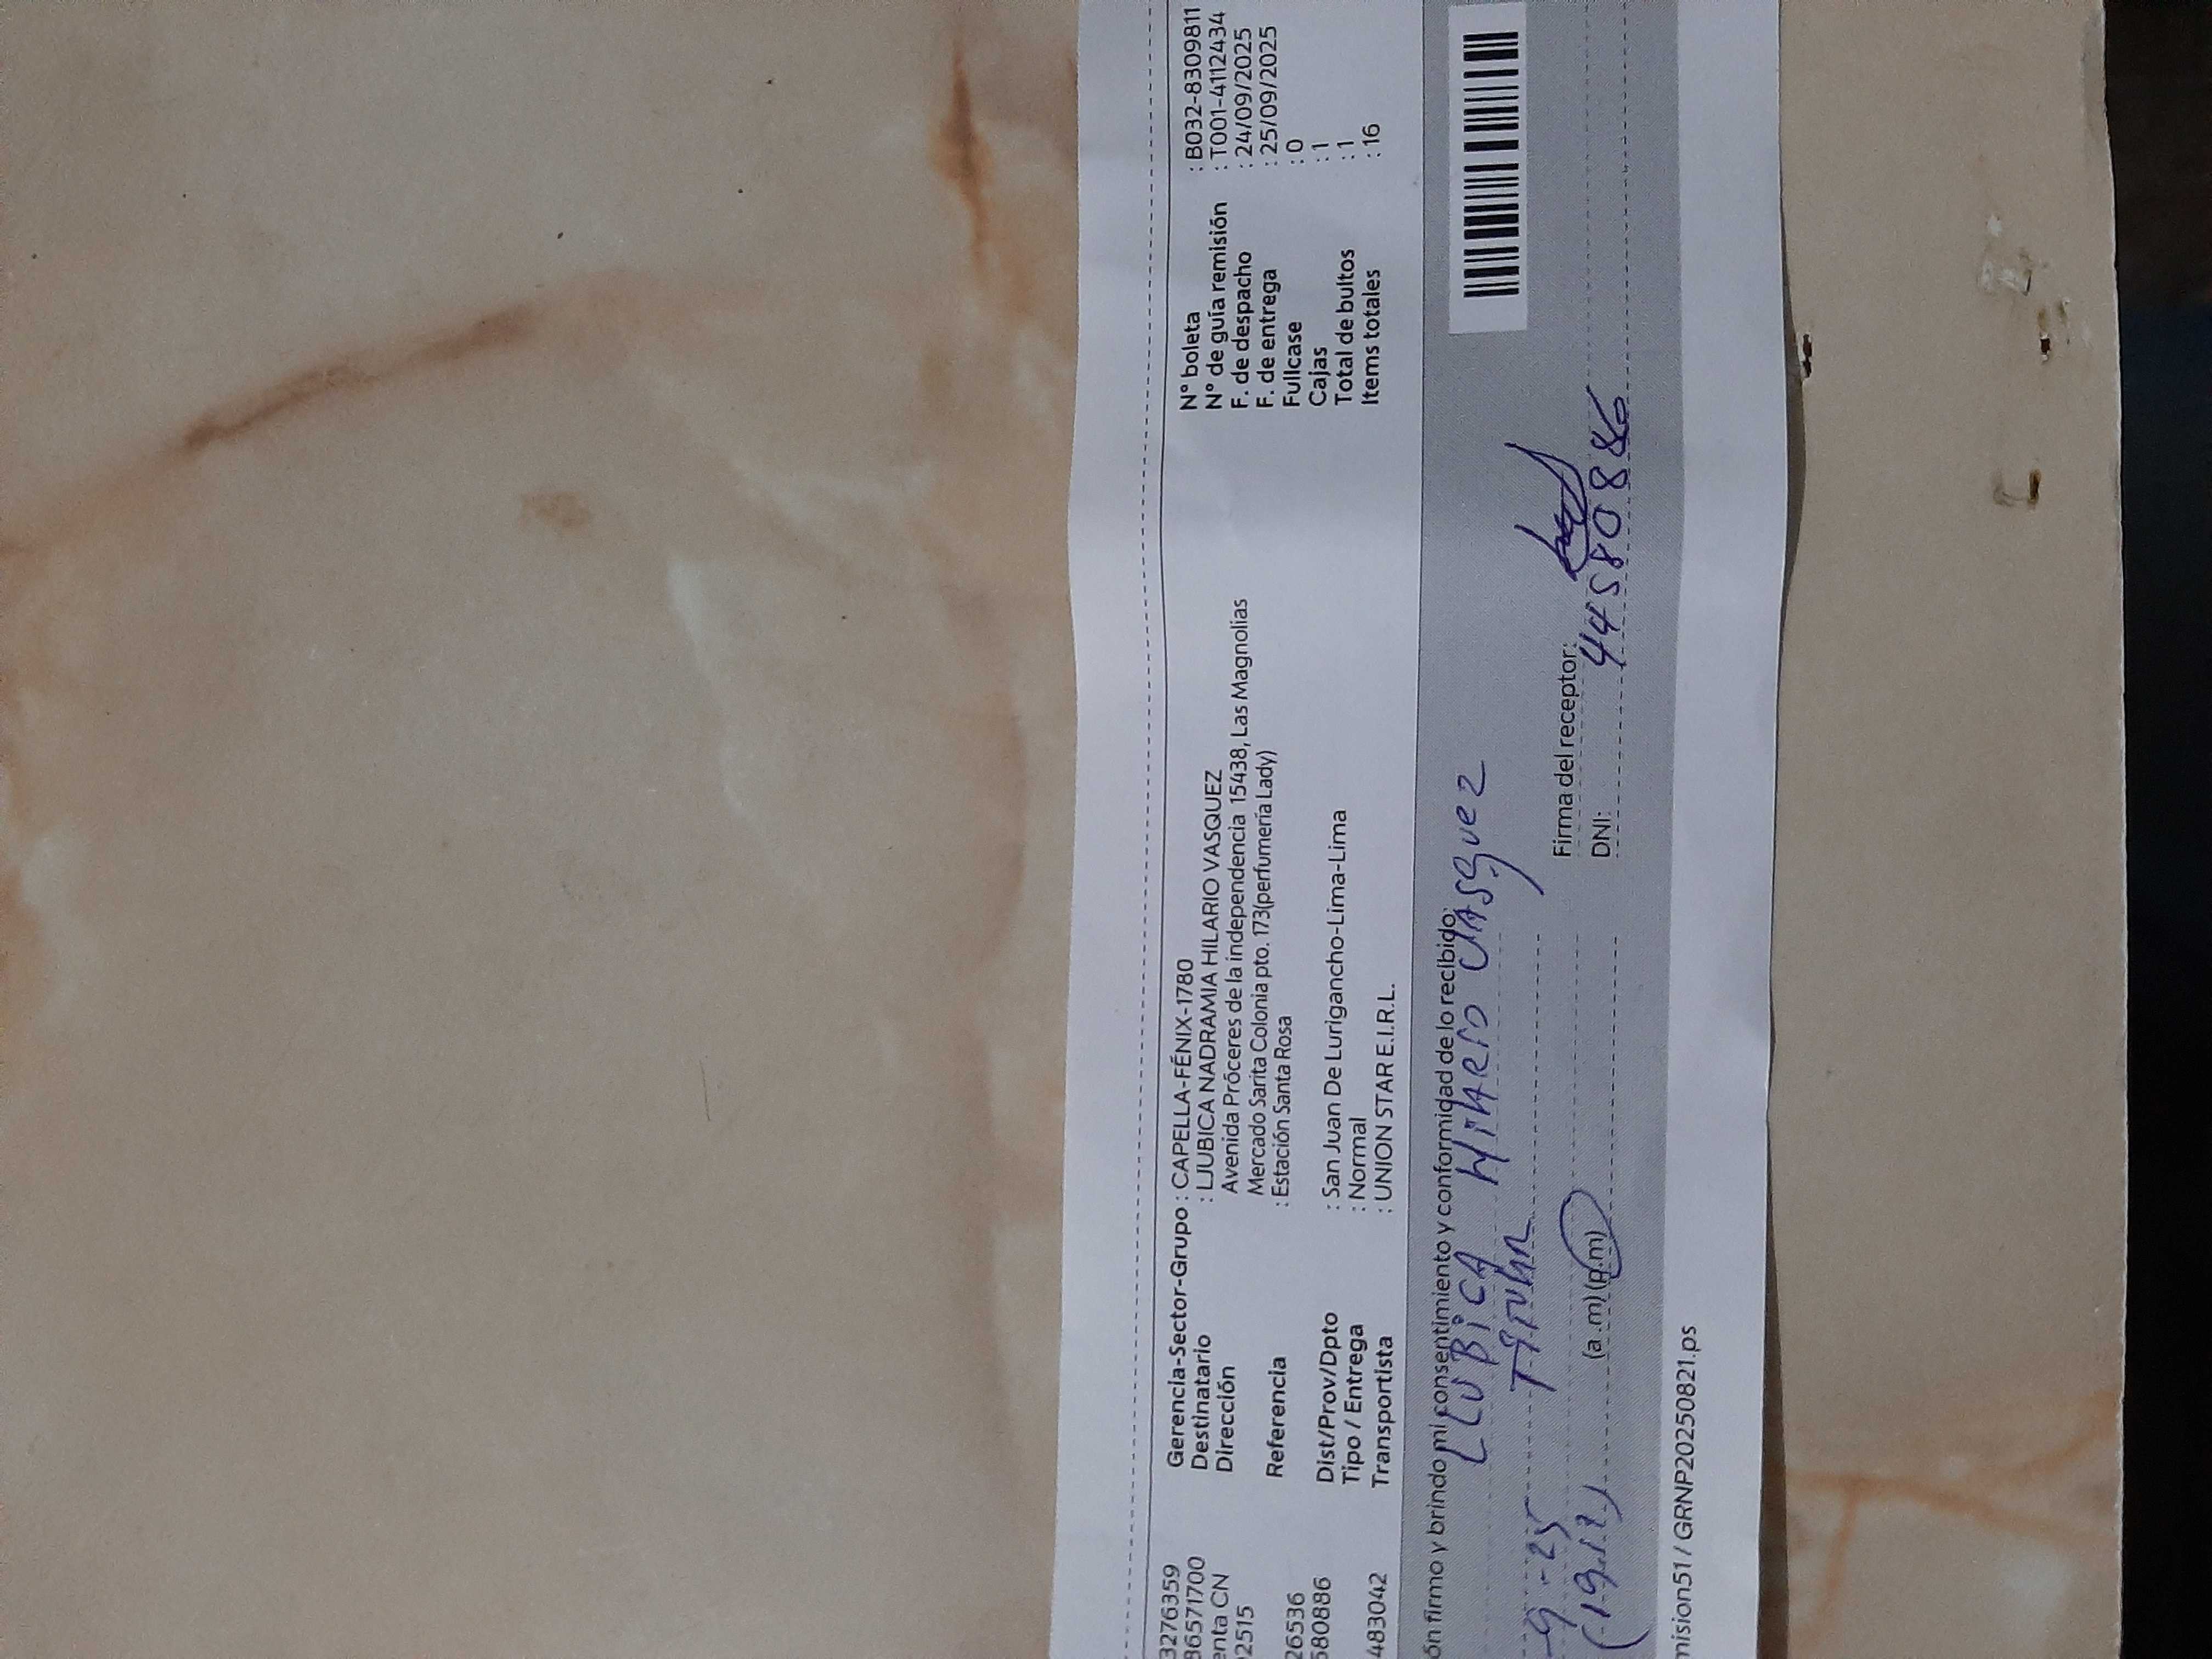 3276359
86571700
enta CN
02515
26536
580886
483042
Gerencia-Sector-Grupo : CAPELLA-FÉNIX-1780
Destinatario : LJUBICA NADRAMIA HILARIO VASQUEZ
Dirección Avenida Próceres de la independencia 15438, Las Magnolias
Mercado Sarita Colonia pto. 173(perfumería Lady)
Referencia : Estación Santa Rosa
Dist/Prov/Dpto : San Juan De Lurigancho-Lima-Lima
Tipo / Entrega : Normal
Transportista : UNION STAR E.I.R.L.
N° boleta : B032-8309811
N° de guía remisión : T001-4112434
F. de despacho : 24/09/2025
F. de entrega : 25/09/2025
Fullcase : 0
Cajas : 1
Total de bultos : 1
Items totales : 16
ón firmo y brindo mi consentimiento y conformidad de lo recibido:
LUBICA HILARIO VASQUEZ
9-25
(a.m) (p.m)
Firma del receptor:
DNI: 44580886
mision51 / GRNP20250821.ps